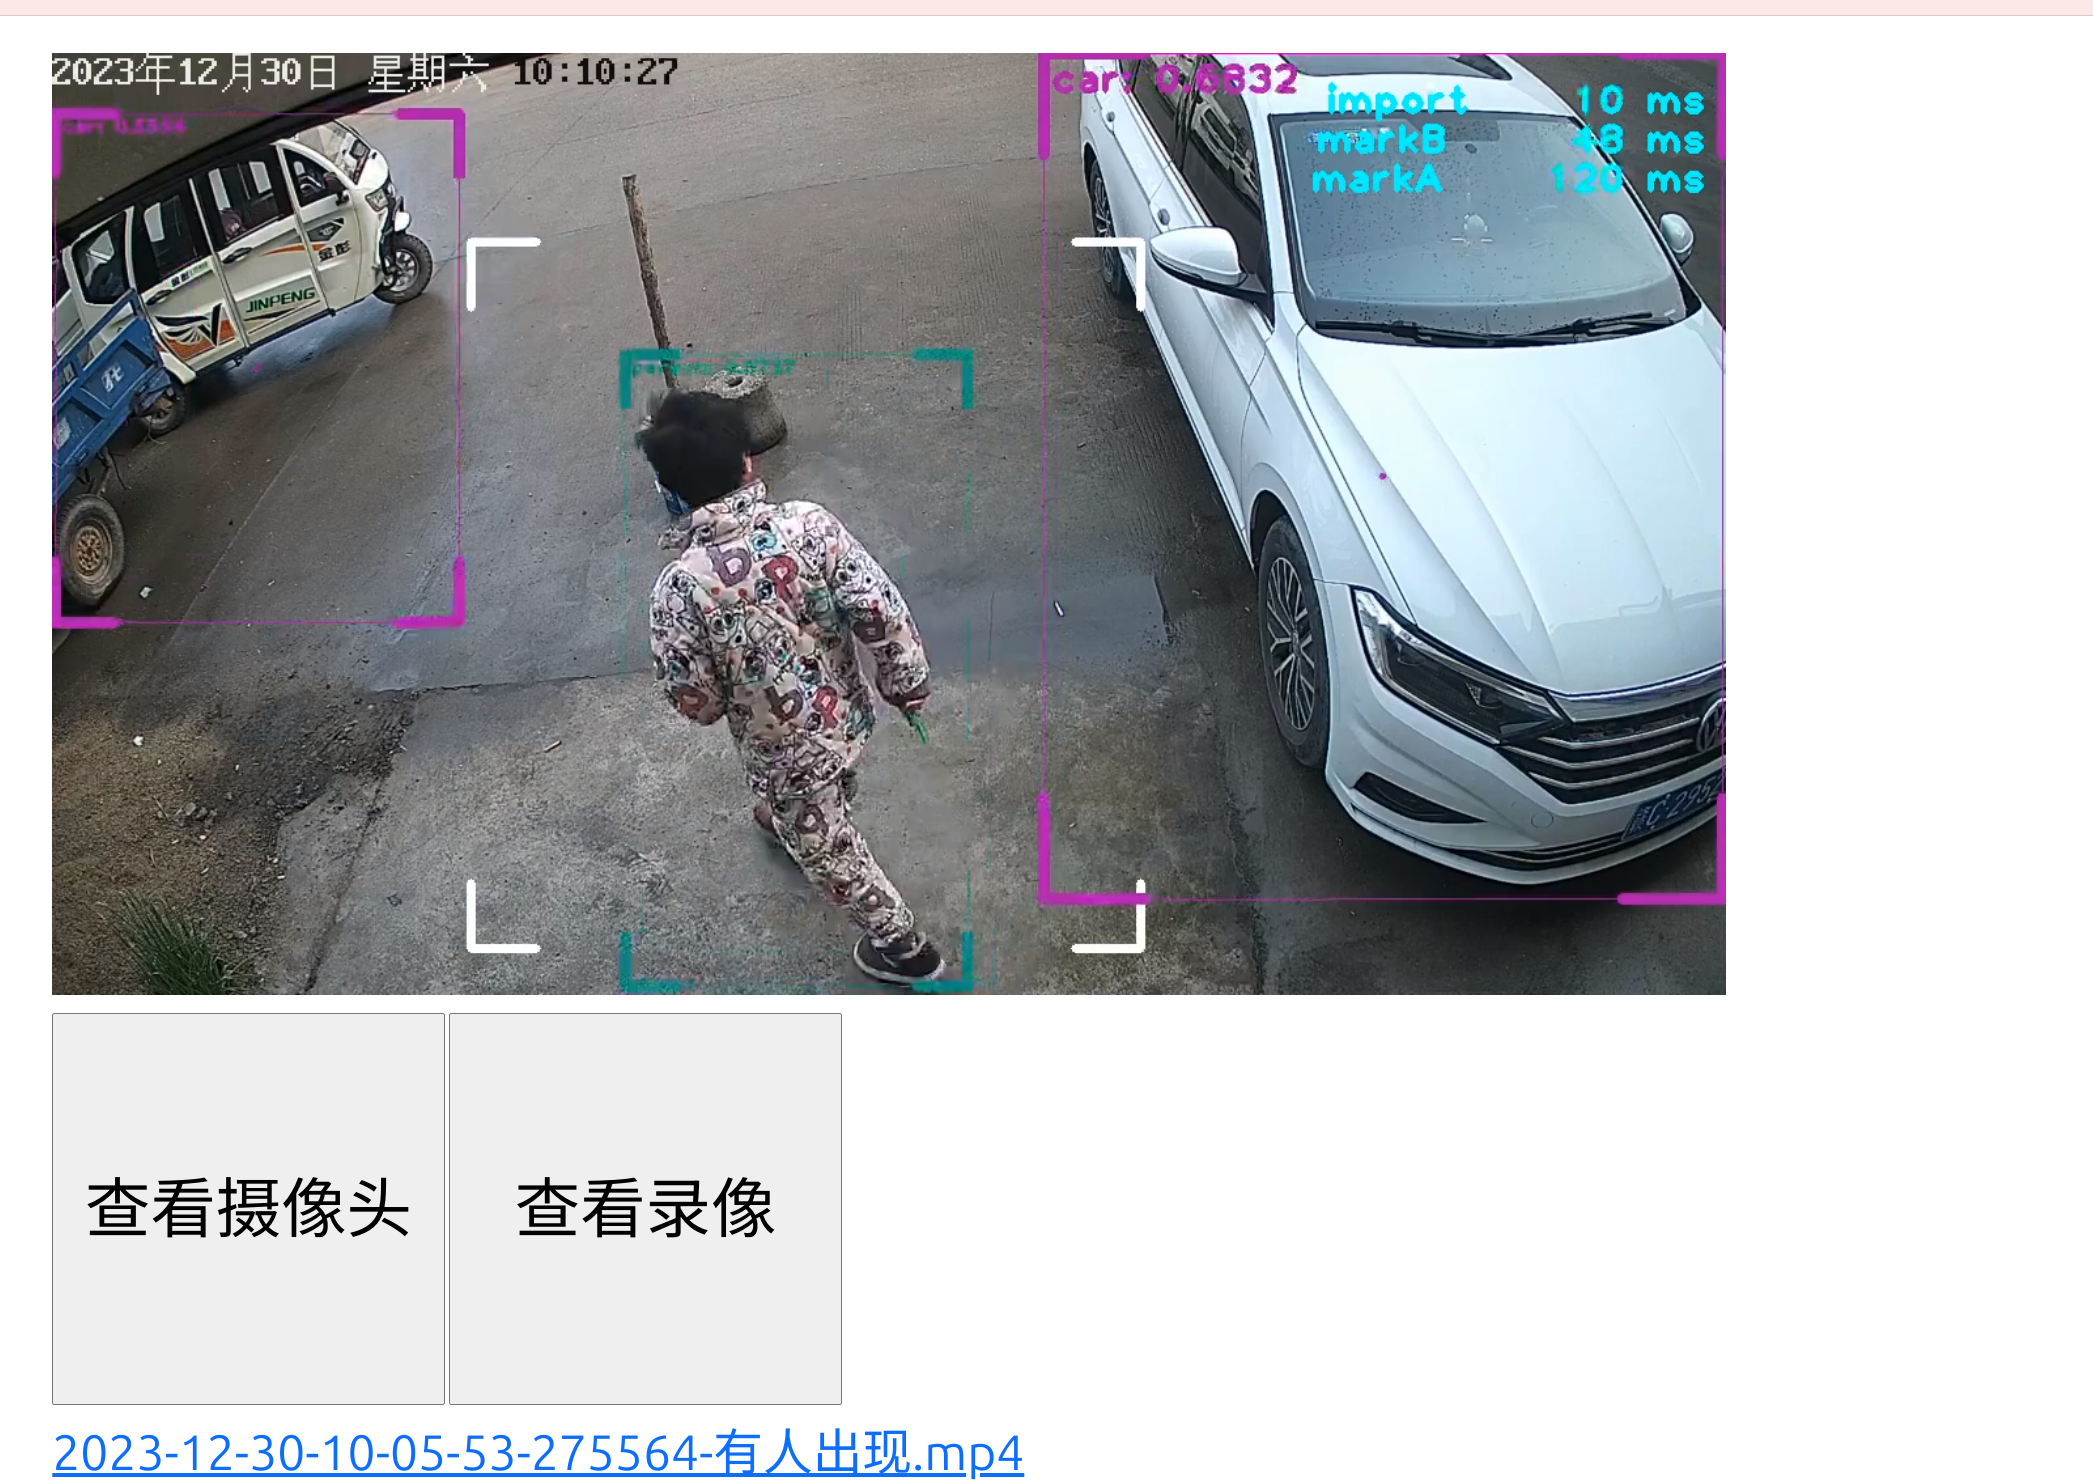 2023年12月30日 星期六 10:10:27
car: 0.6832
import 10 ms
markB 48 ms
markA 120 ms
金彭
JINPENG
C·2952
查看摄像头
查看录像
2023-12-30-10-05-53-275564-有人出现.mp4